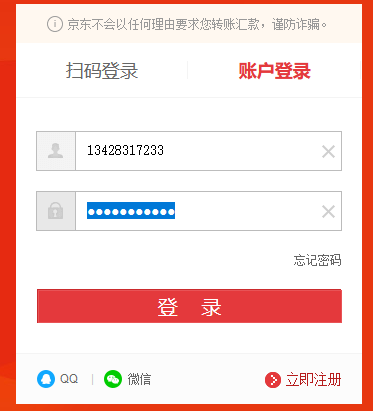 京东不会以任何理由要求您转账汇款，谨防诈骗。
扫码登录 账户登录
13428317233
●●●●●●●●●●●
忘记密码
登 录
QQ | 微信 立即注册